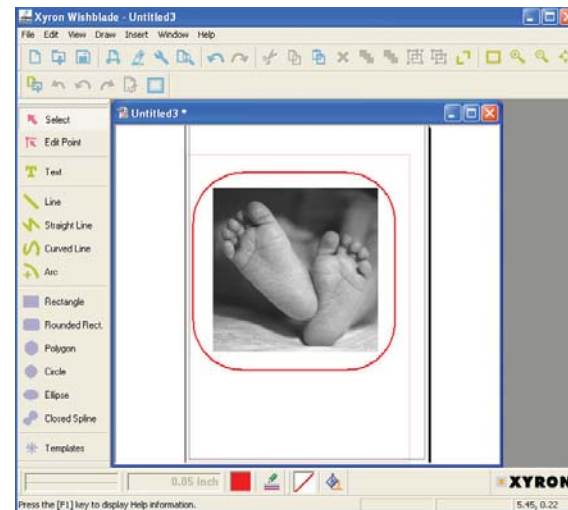 Xyron Wishblade - Untitled3
File Edit View Draw Insert Window Help
Untitled3 *
Select
Edit Point
Text
Line
Straight Line
Curved Line
Arc
Rectangle
Rounded Rect.
Polygon
Circle
Ellipse
Closed Spline
Templates
0.05 inch
XYRON
Press the [F1] key to display Help information.
5.45, 0.22